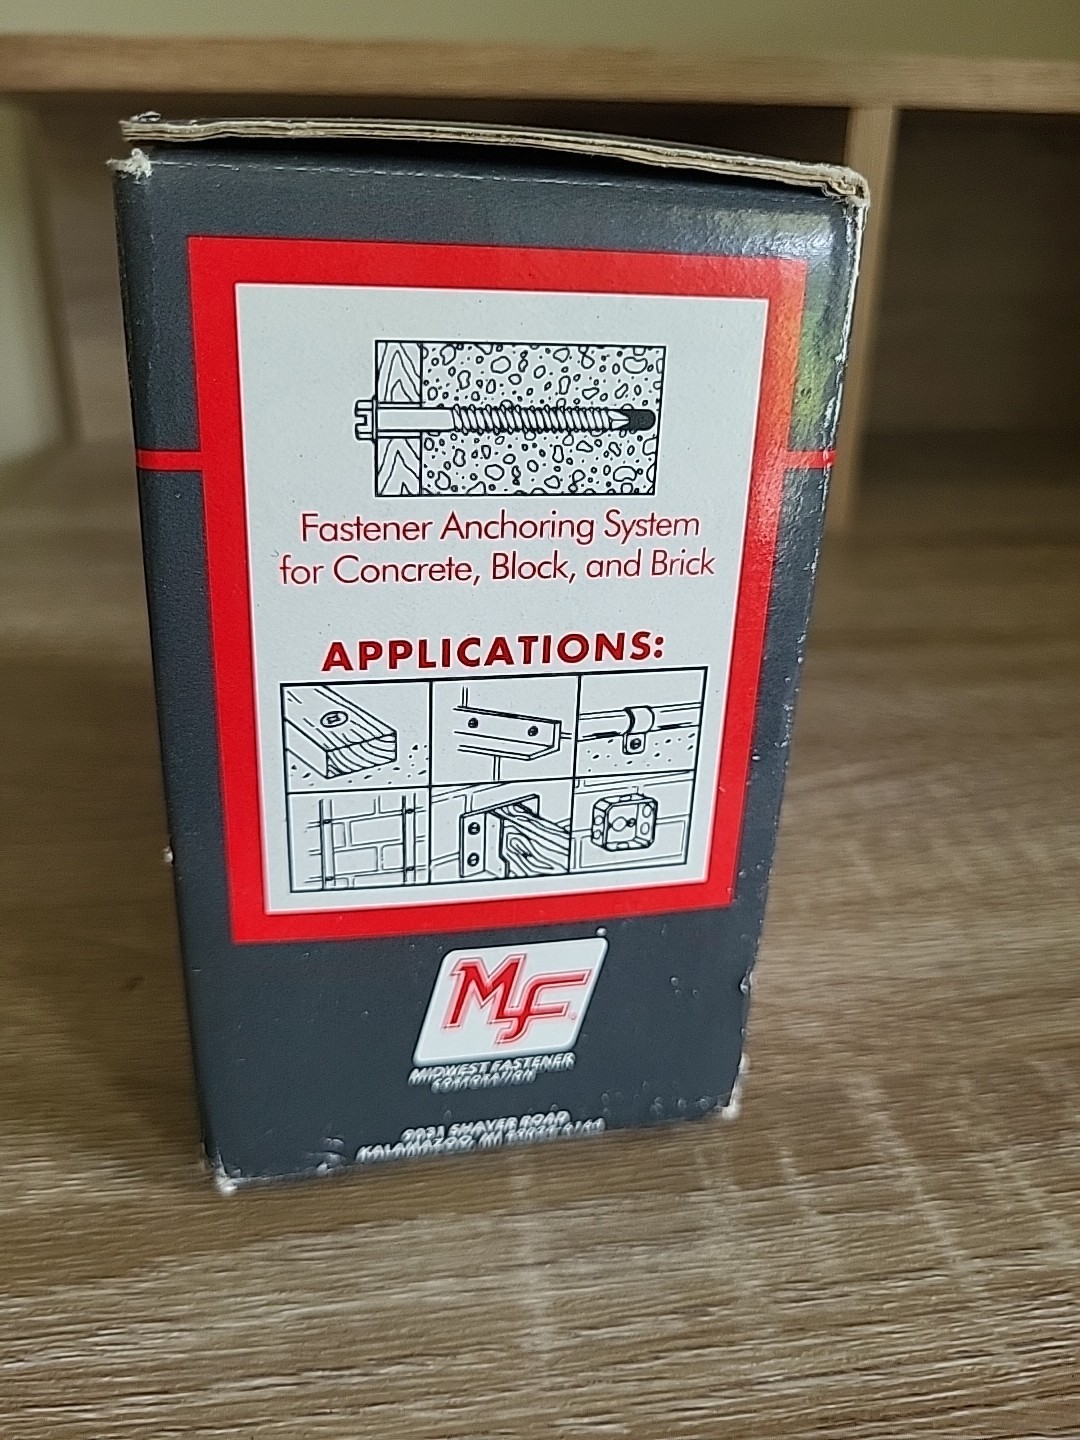 Fastener Anchoring System
for Concrete, Block, and Brick
APPLICATIONS:
MF
MIDWEST FASTENER
CORPORATION
9031 SHAVER ROAD
KALAMAZOO, MI